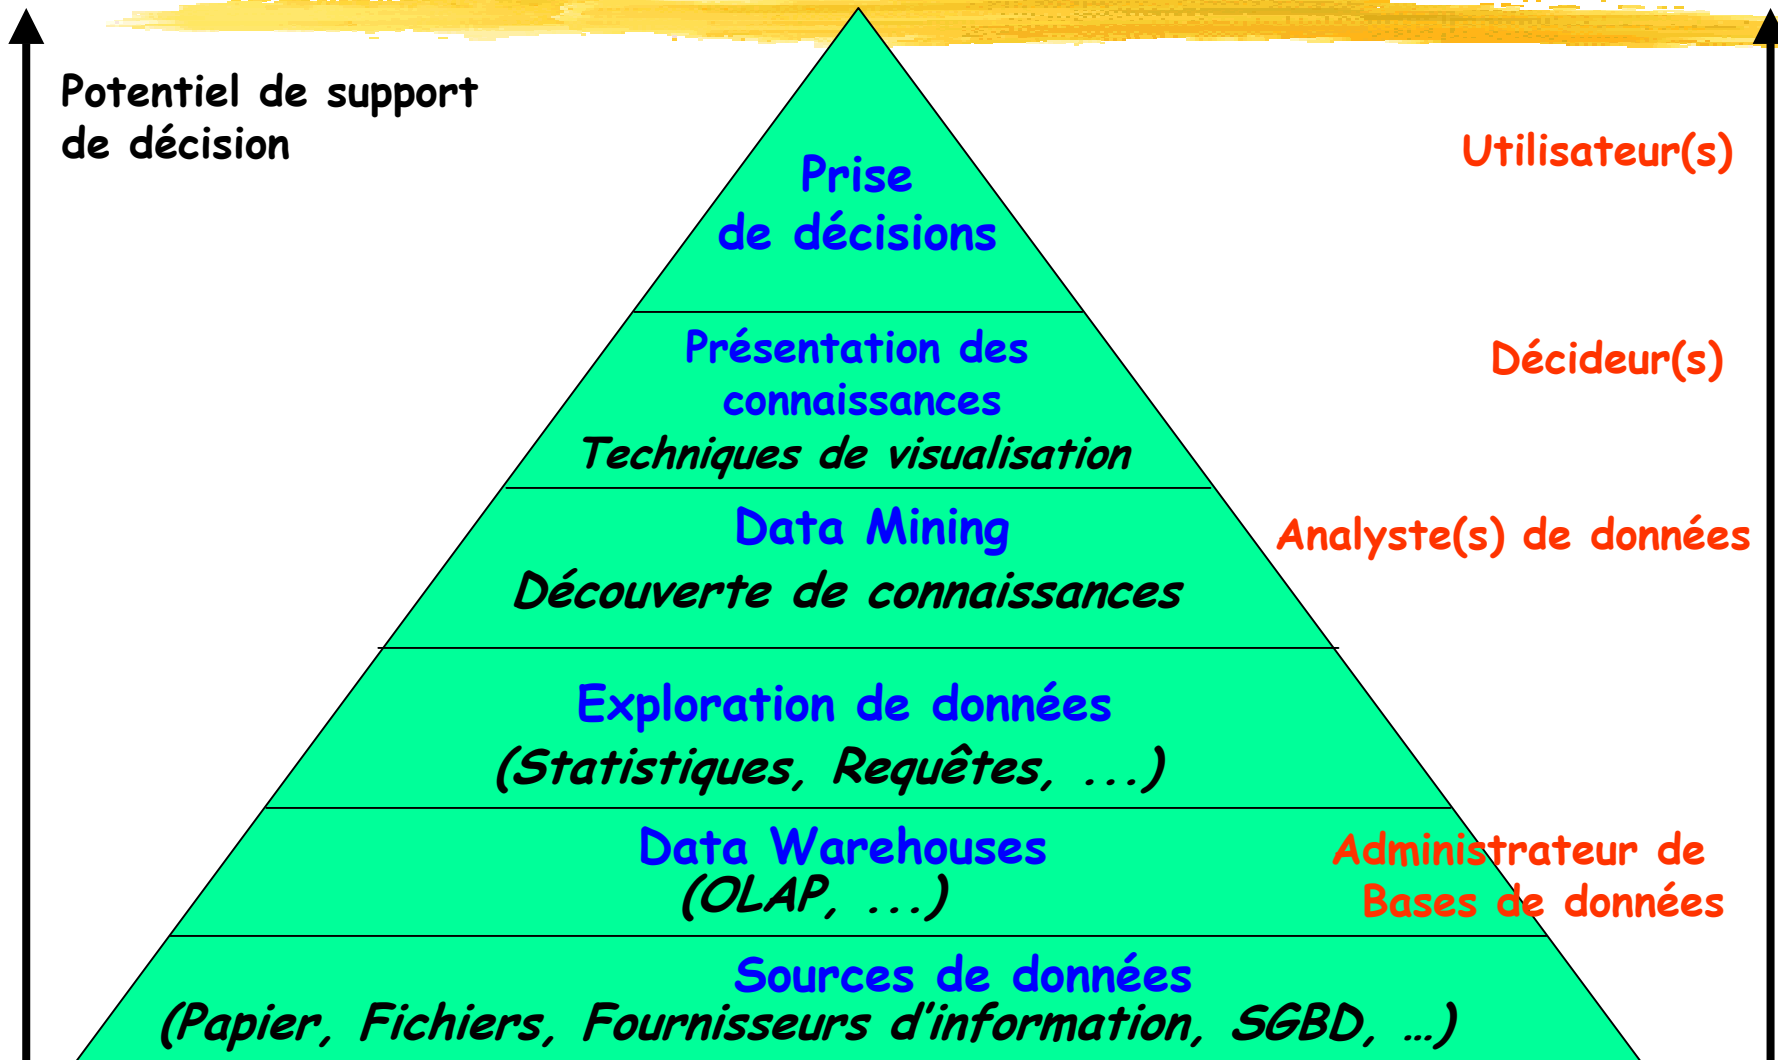 Potentiel de support
de décision
Utilisateur(s)
Prise
de décisions
Présentation des
connaissances
Techniques de visualisation
Décideur(s)
Data Mining
Découverte de connaissances
Analyste(s) de données
Exploration de données
(Statistiques, Requêtes, ...)
Data Warehouses
(OLAP, ...)
Administrateur de
Bases de données
Sources de données
(Papier, Fichiers, Fournisseurs d'information, SGBD, …)